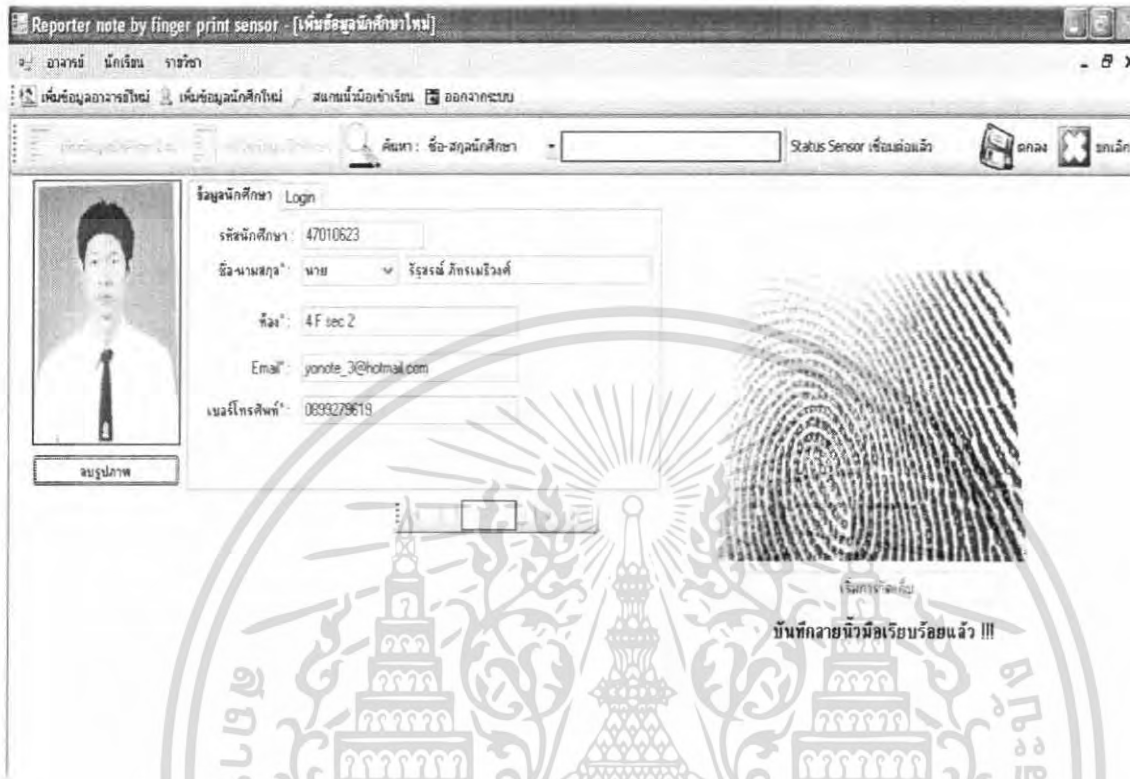 Reporter note by finger print sensor - [เพิ่มข้อมูลนักศึกษาใหม่]
อาจารย์ นักเรียน รายวิชา
เพิ่มข้อมูลอาจารย์ใหม่ เพิ่มข้อมูลนักศึกใหม่ สแกนนิ้วมือเข้าเรียน ออกจากระบบ
ค้นหา : ชื่อ-สกุลนักศึกษา Status Sensor เชื่อมต่อแล้ว ตกลง ยกเลิก
ข้อมูลนักศึกษา Login
รหัสนักศึกษา : 47010623
ชื่อ-นามสกุล* : นาย
ห้อง* : 4 F sec 2
Email* : yonote_3@hotmail.com
เบอร์โทรศัพท์* : 0899279619
ลบรูปภาพ
เริ่มการจัดเก็บ
บันทึกลายนิ้วมือเรียบร้อยแล้ว !!!